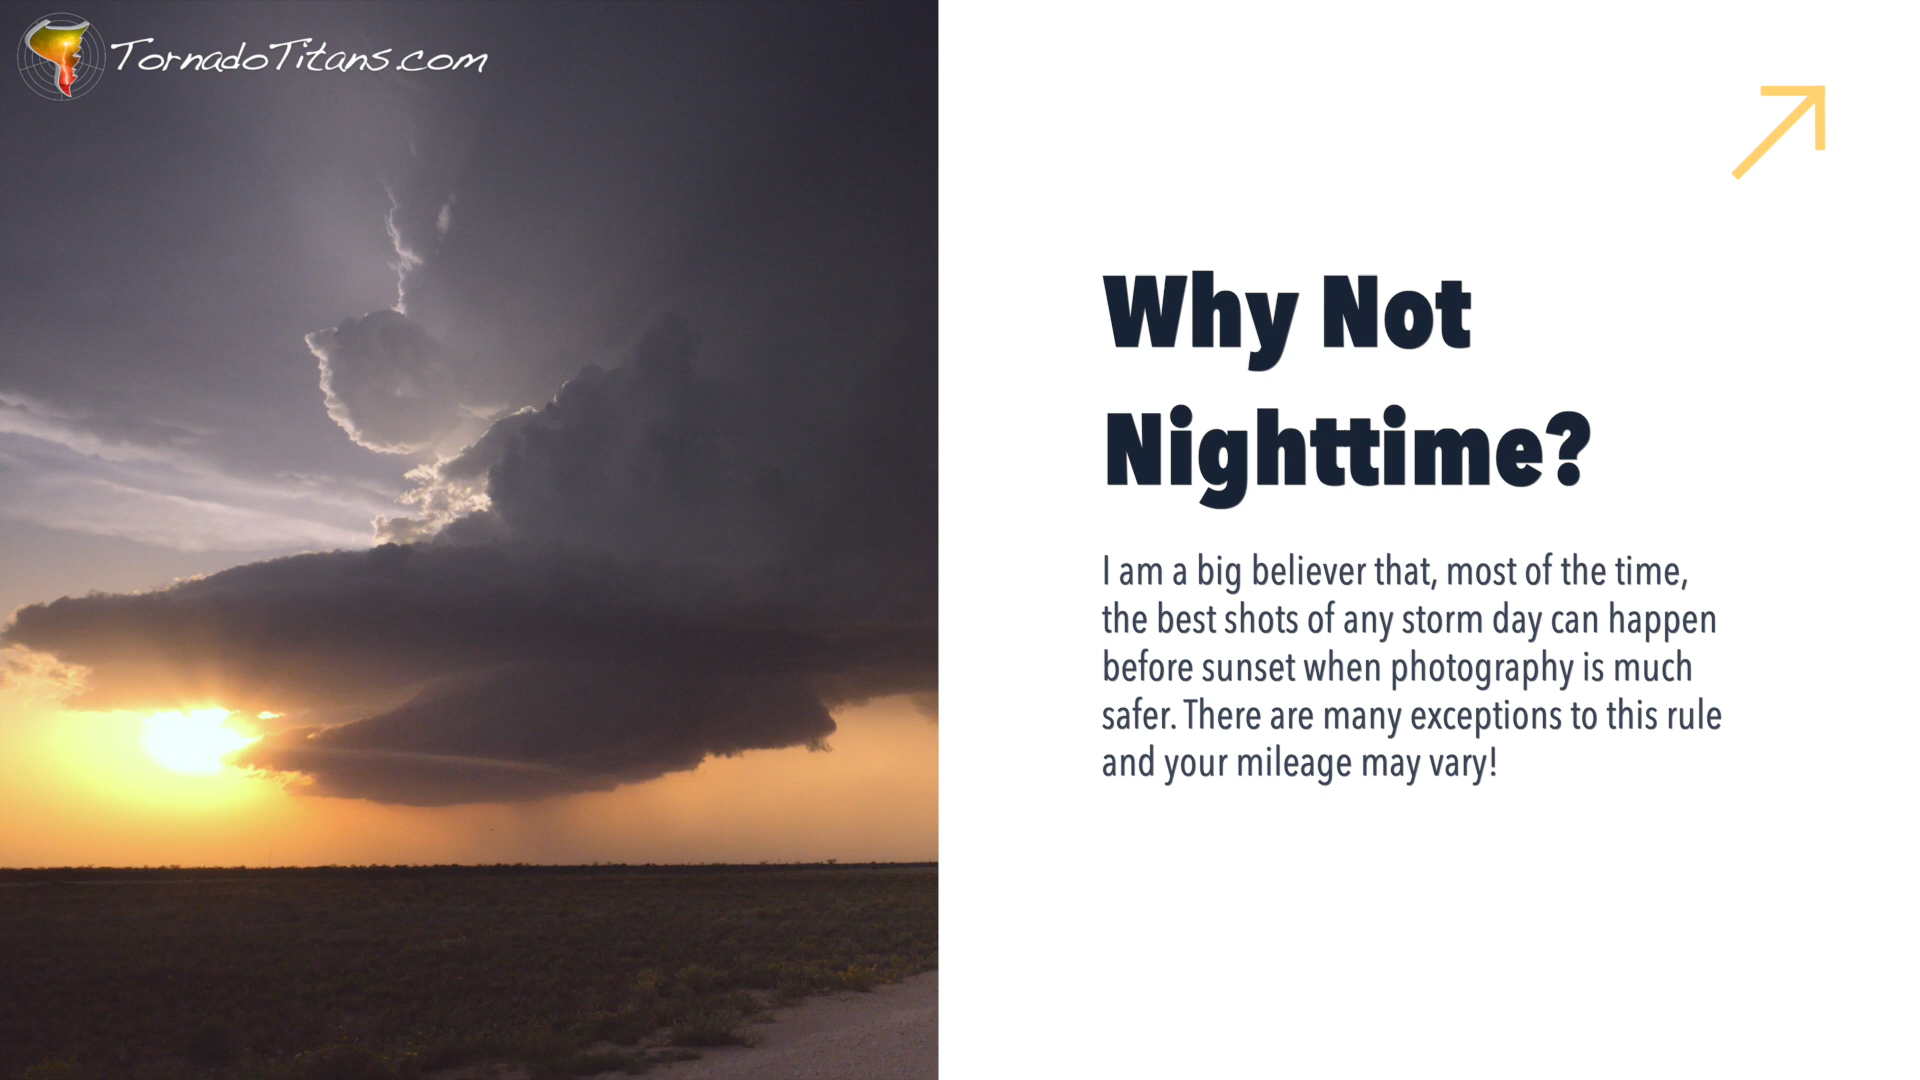 TornadoTitans.com
Why Not
Nighttime?
I am a big believer that, most of the time,
the best shots of any storm day can happen
before sunset when photography is much
safer. There are many exceptions to this rule
and your mileage may vary!